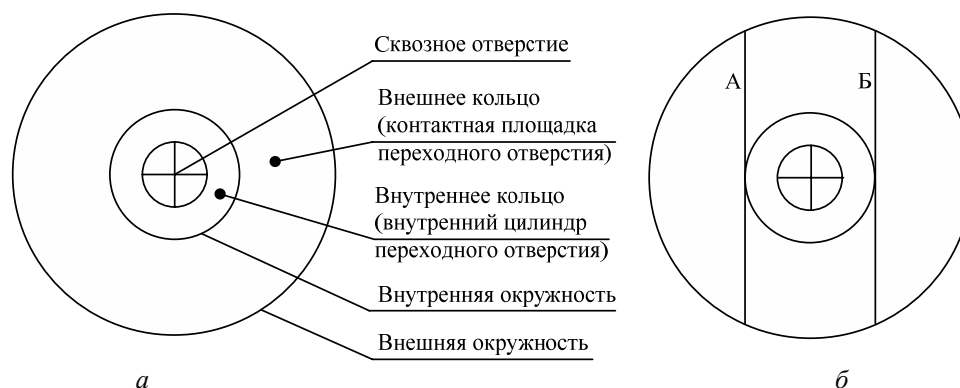 Сквозное отверстие
Внешнее кольцо
(контактная площадка
переходного отверстия)
Внутреннее кольцо
(внутренний цилиндр
переходного отверстия)
Внутренняя окружность
Внешняя окружность
а
А
Б
б